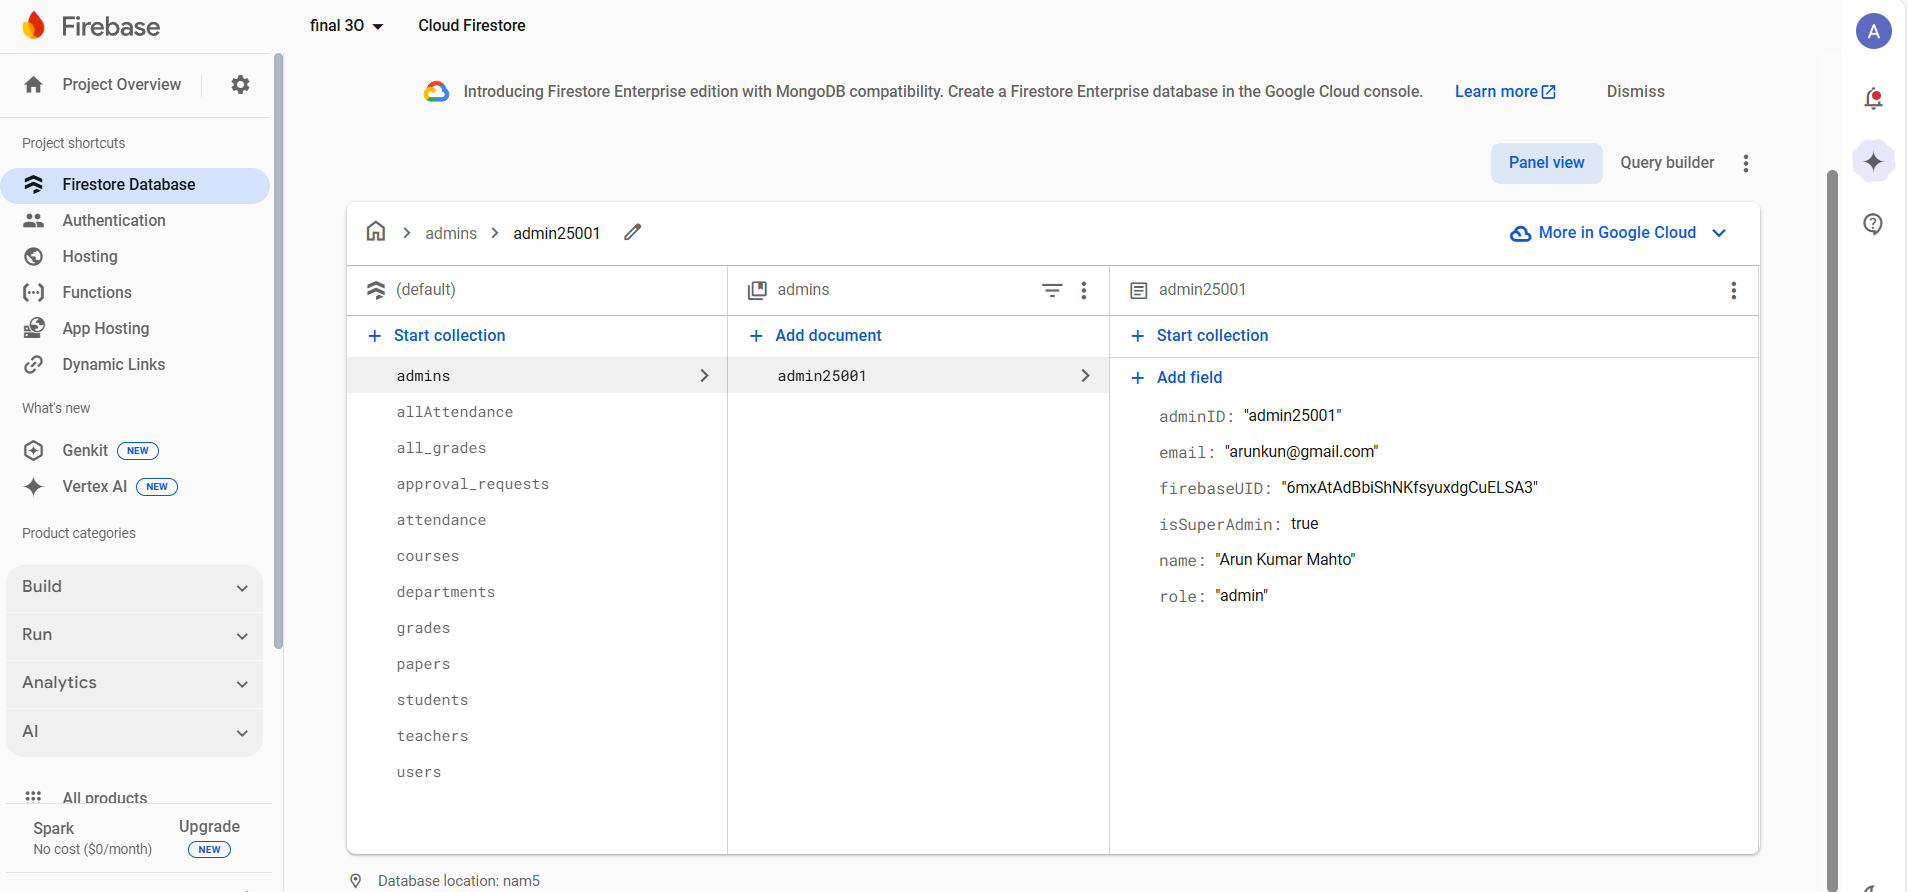 Firebase
final 3O
Cloud Firestore
A
Project Overview
Introducing Firestore Enterprise edition with MongoDB compatibility. Create a Firestore Enterprise database in the Google Cloud console.
Learn more
Dismiss
Project shortcuts
Firestore Database
Authentication
Hosting
Functions
App Hosting
Dynamic Links
What's new
Genkit NEW
Vertex AI NEW
Product categories
Build
Run
Analytics
AI
All products
Spark
No cost ($0/month)
Upgrade
NEW
Panel view
Query builder
admins
admin25001
More in Google Cloud
(default)
Start collection
admins
allAttendance
all_grades
approval_requests
attendance
courses
departments
grades
papers
students
teachers
users
admins
Add document
admin25001
admin25001
Start collection
Add field
adminID: "admin25001"
email: "arunkun@gmail.com"
firebaseUID: "6mxAtAdBbiShNKfsyuxdgCuELSA3"
isSuperAdmin: true
name: "Arun Kumar Mahto"
role: "admin"
Database location: nam5